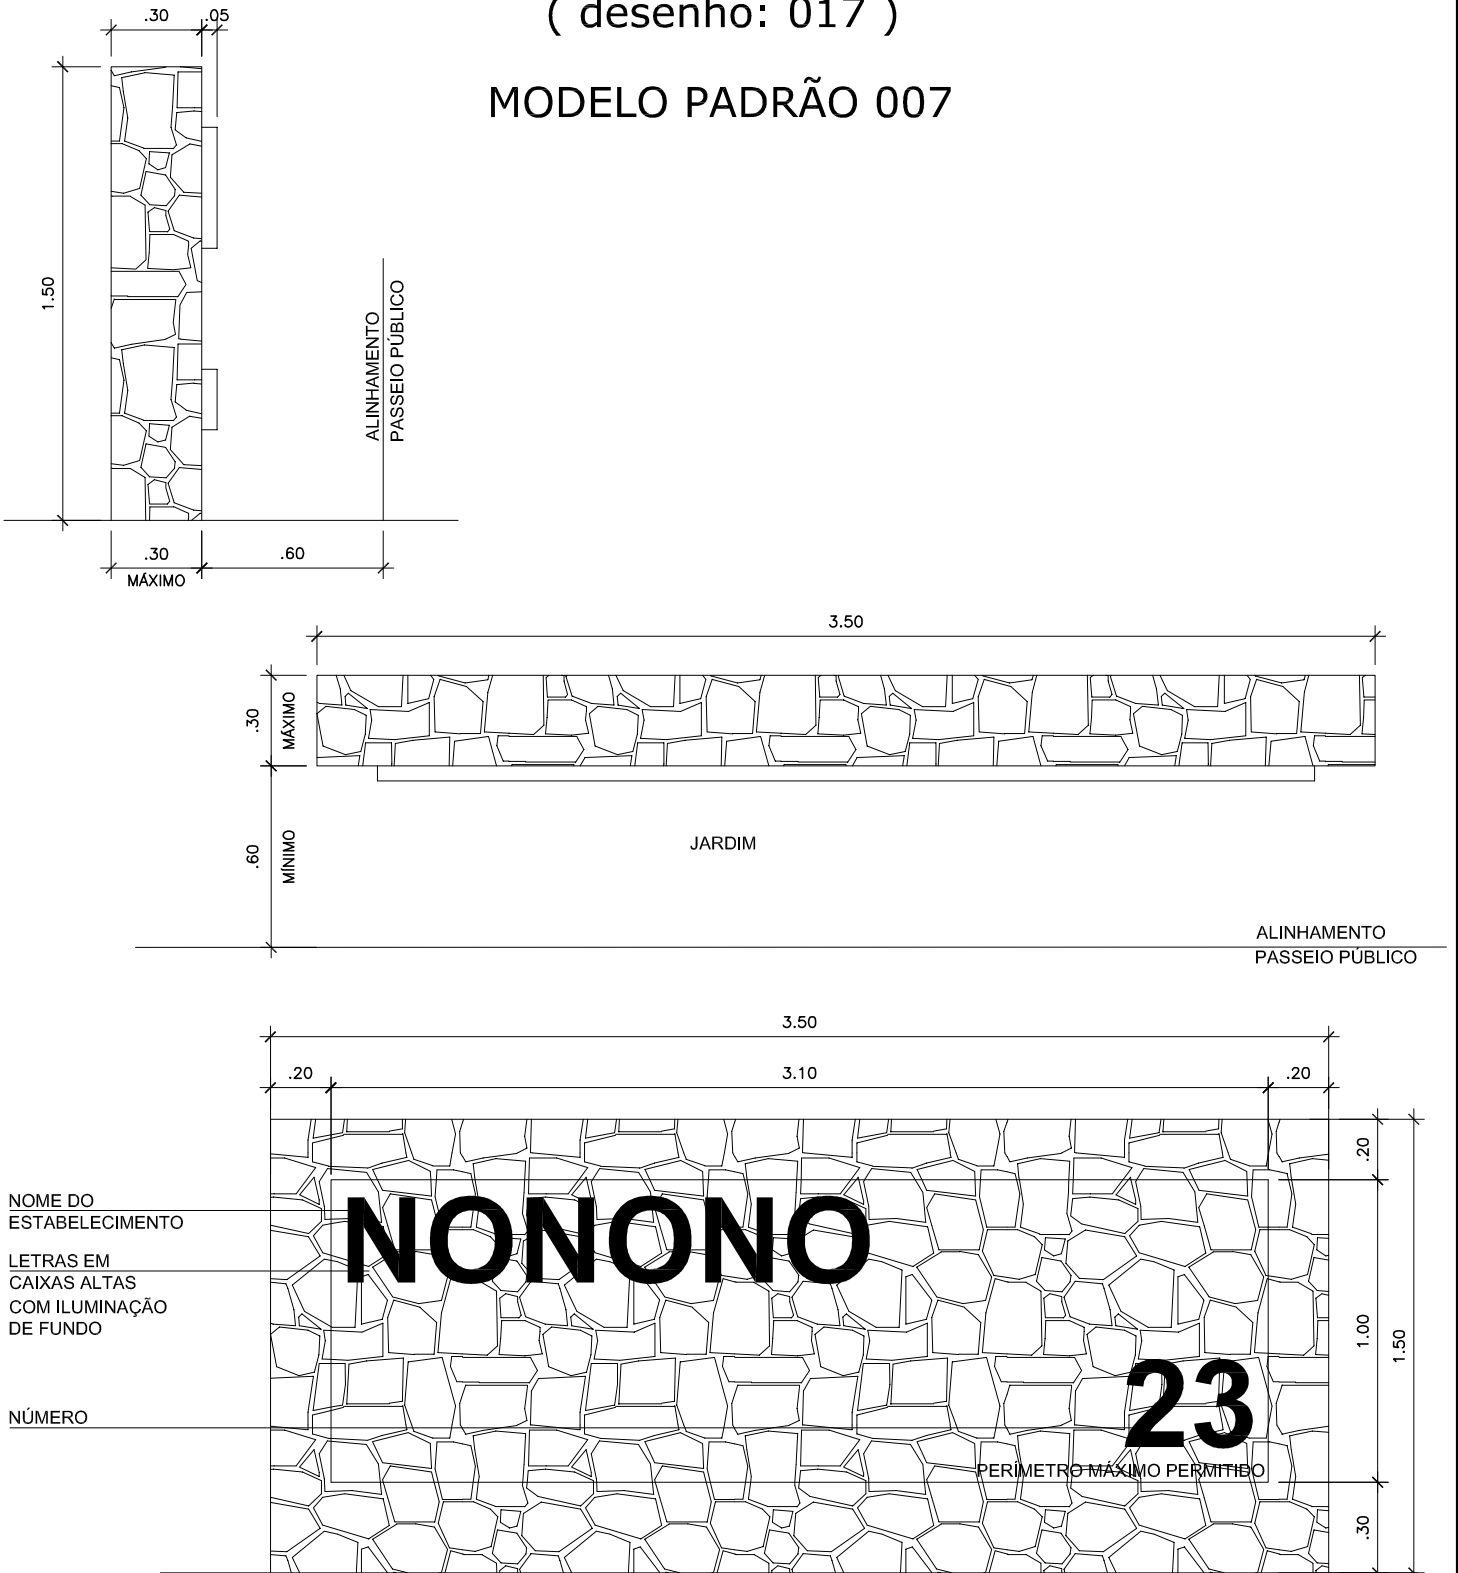 ( desenho: 017 )
MODELO PADRÃO 007
.30
.05
1.50
ALINHAMENTO
PASSEIO PÚBLICO
.30
MÁXIMO
.60
3.50
.30
MÁXIMO
.60
MÍNIMO
JARDIM
ALINHAMENTO
PASSEIO PÚBLICO
3.50
.20
3.10
.20
NOME DO
ESTABELECIMENTO
LETRAS EM
CAIXAS ALTAS
COM ILUMINAÇÃO
DE FUNDO
NÚMERO
NONONO
23
PERÍMETRO MÁXIMO PERMITIDO
.20
1.00
1.50
.30